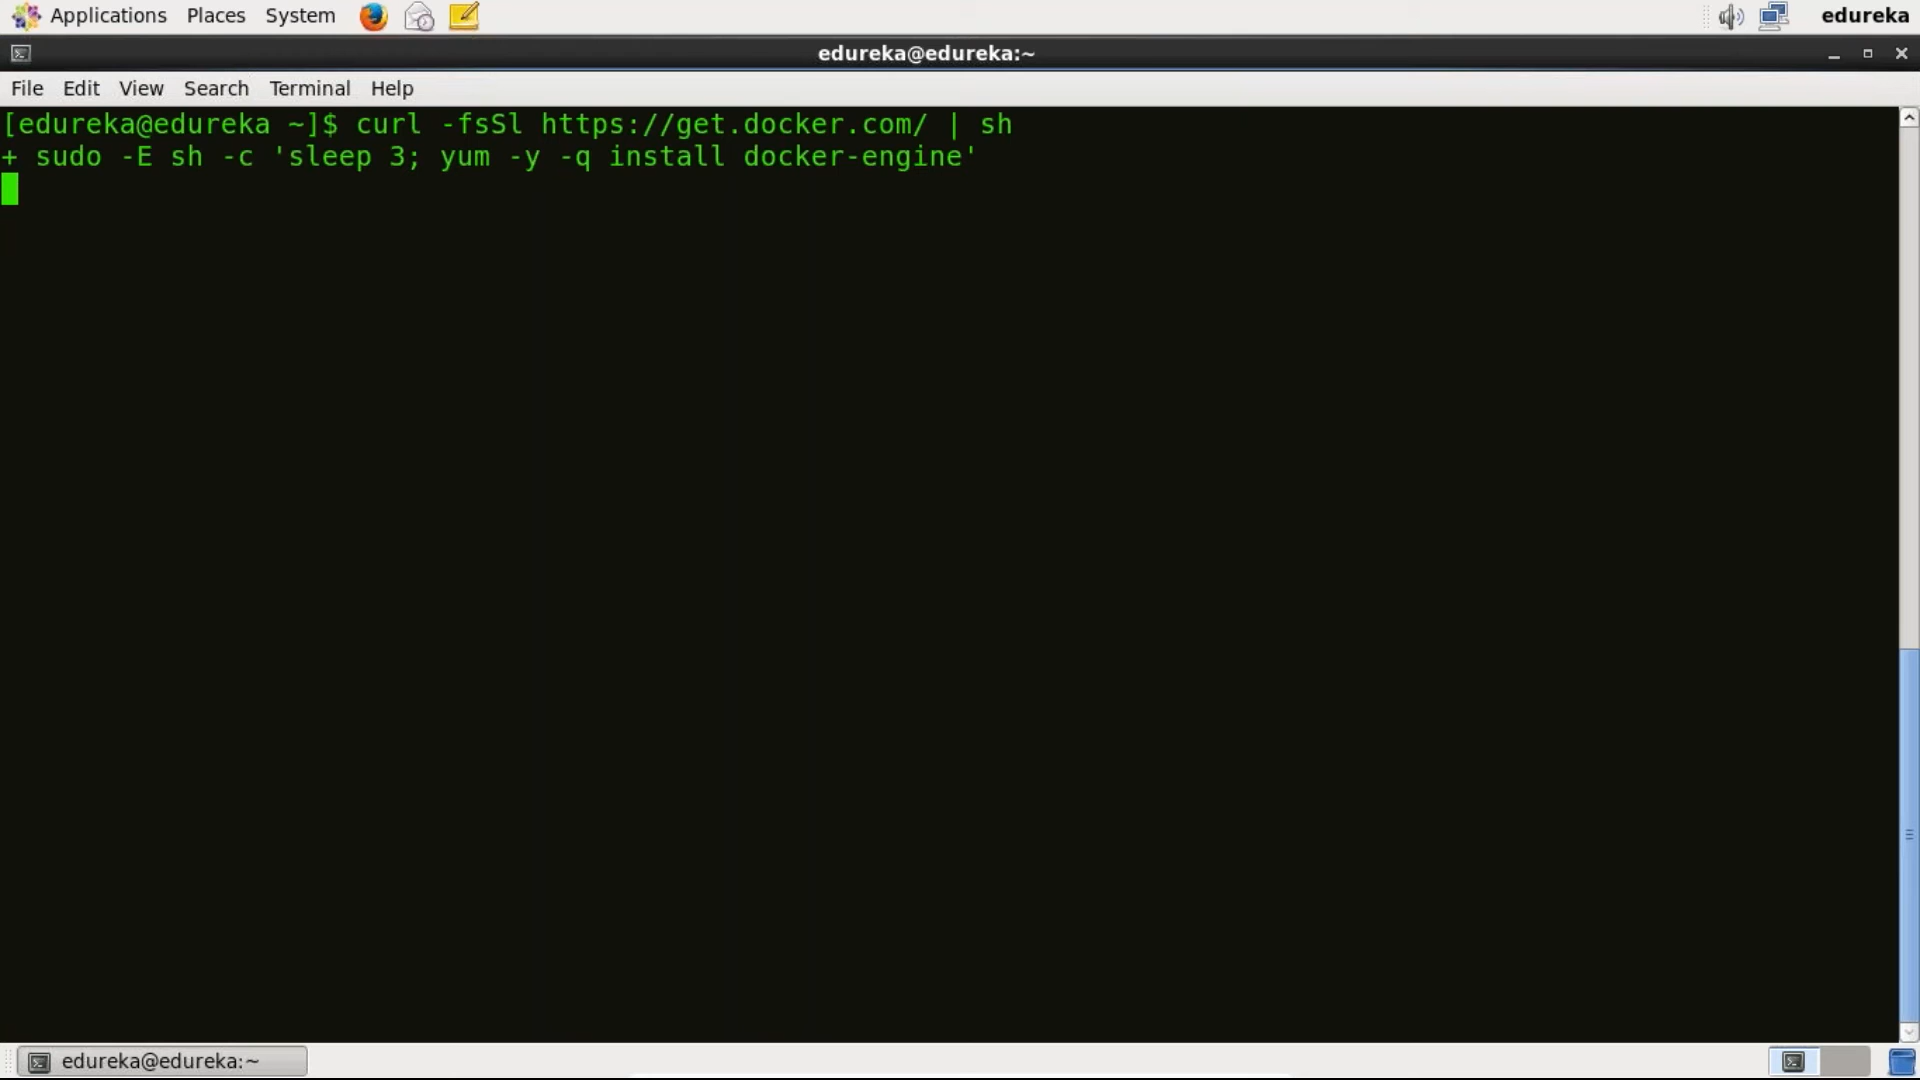 Applications Places System edureka
edureka@edureka:~
File Edit View Search Terminal Help
[edureka@edureka ~]$ curl -fsSl https://get.docker.com/ | sh
+ sudo -E sh -c 'sleep 3; yum -y -q install docker-engine'
edureka@edureka:~